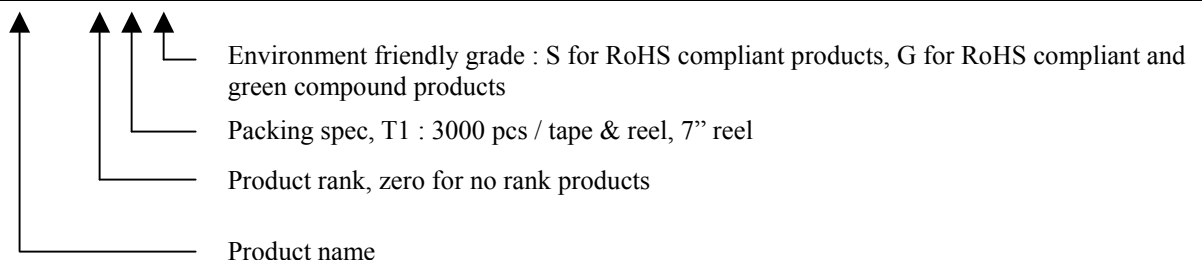 Environment friendly grade : S for RoHS compliant products, G for RoHS compliant and
green compound products
Packing spec, T1 : 3000 pcs / tape & reel, 7” reel
Product rank, zero for no rank products
Product name